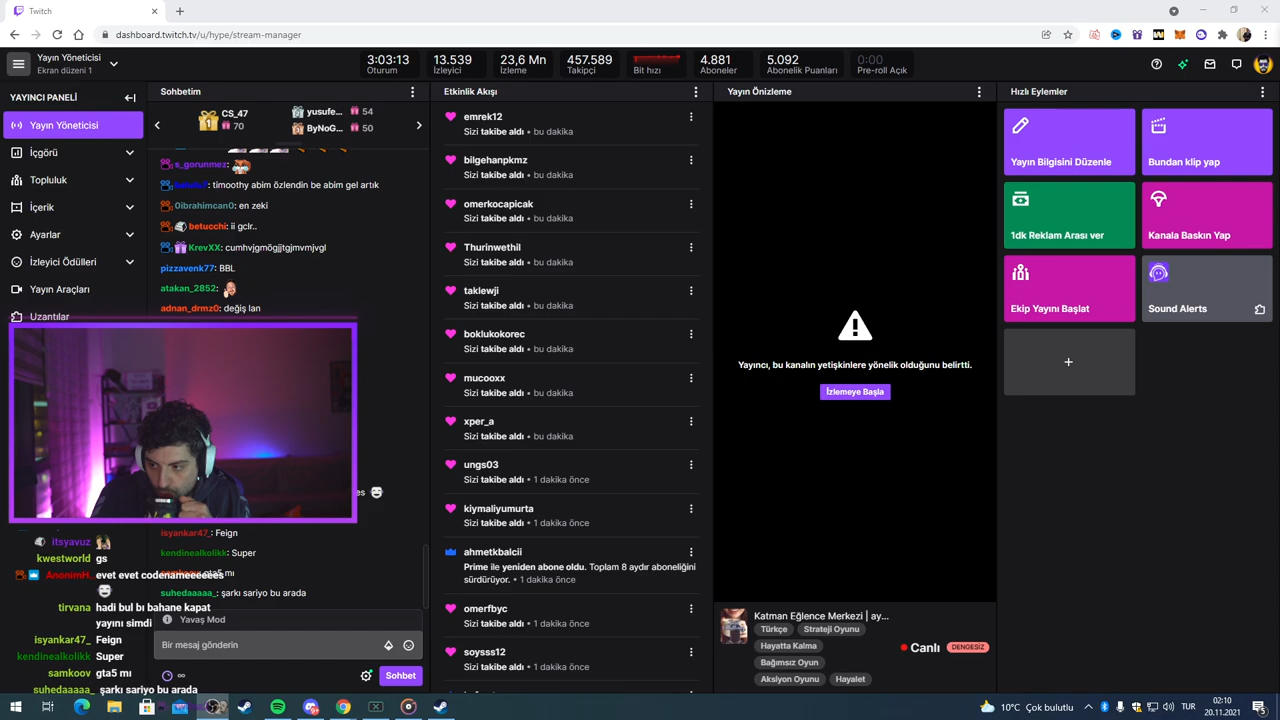 Twitch
dashboard.twitch.tv/u/hype/stream-manager
Yayın Yöneticisi
Ekran düzeni 1
3:03:13
Oturum
13.539
İzleyici
23,6 Mn
İzleme
457.589
Takipçi
Bit hızı
4.881
Aboneler
5.092
Abonelik Puanları
0:00
Pre-roll Açık
YAYINCI PANELİ
Yayın Yöneticisi
İçgörü
Topluluk
İçerik
Ayarlar
İzleyici Ödülleri
Yayın Araçları
Uzantılar
Sohbetim
1
CS_47
70
yusufe... 54
ByNoG... 50
s_gorunmez:
timoothy abim özlendin be abim gel artık
0ibrahimcan0: en zeki
betucchi: ii gclr..
KrevXX: cumhvjgmögjjtgjmvmjvgl
pizzavenk77: BBL
atakan_2852:
adnan_drmz0: değiş lan
es
isyankar47_: Feign
kendinealkolikk: Super
gta5 mı
suhedaaaaa_: şarkı sariyo bu arada
Yavaş Mod
Bir mesaj gönderin
Sohbet
itsyavuz
kwestworld gs
AnonimH.. evet evet codenameeeeees
tirvana hadi bul bı bahane kapat
yayını simdi
isyankar47_ Feign
kendinealkolikk Super
samkoov gta5 mı
suhedaaaaa_ şarkı sariyo bu arada
Etkinlik Akışı
emrek12
Sizi takibe aldı • bu dakika
bilgehanpkmz
Sizi takibe aldı • bu dakika
omerkocapicak
Sizi takibe aldı • bu dakika
Thurinwethil
Sizi takibe aldı • bu dakika
taklewji
Sizi takibe aldı • bu dakika
boklukokorec
Sizi takibe aldı • bu dakika
mucooxx
Sizi takibe aldı • bu dakika
xper_a
Sizi takibe aldı • bu dakika
ungs03
Sizi takibe aldı • 1 dakika önce
kiymaliyumurta
Sizi takibe aldı • 1 dakika önce
ahmetkbalcii
Prime ile yeniden abone oldu. Toplam 8 aydır aboneliğini
sürdürüyor. • 1 dakika önce
omerfbyc
Sizi takibe aldı • 1 dakika önce
soysss12
Sizi takibe aldı • 1 dakika önce
Yayın Önizleme
Yayıncı, bu kanalın yetişkinlere yönelik olduğunu belirtti.
İzlemeye Başla
Katman Eğlence Merkezi | ay...
Türkçe
Strateji Oyunu
Hayatta Kalma
Bağımsız Oyun
Aksiyon Oyunu
Hayalet
Canlı
DENGESİZ
Hızlı Eylemler
Yayın Bilgisini Düzenle
Bundan klip yap
1dk Reklam Arası ver
Kanala Baskın Yap
Ekip Yayını Başlat
Sound Alerts
10°C Çok bulutlu
TUR
02:10
20.11.2021
5